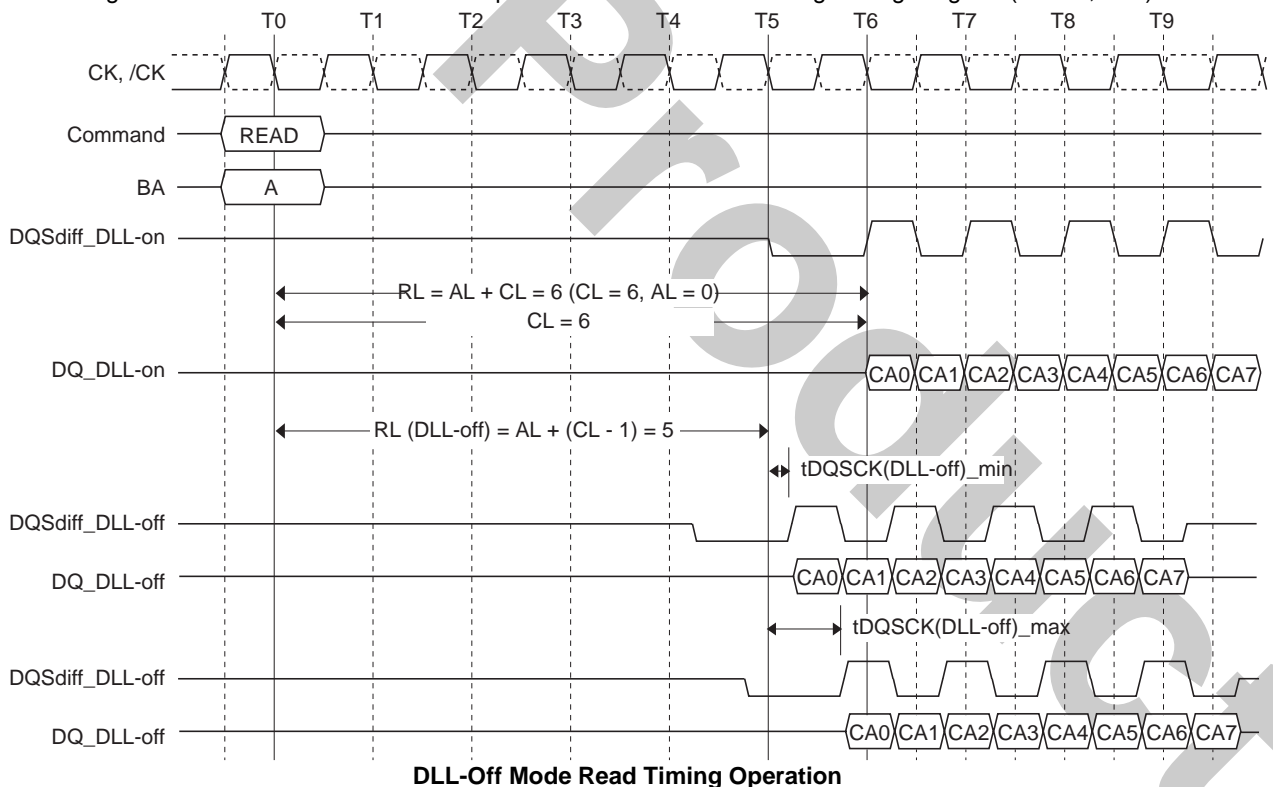 T0 T1 T2 T3 T4 T5 T6 T7 T8 T9
CK, /CK
Command READ
BA A
DQSdiff_DLL-on
RL = AL + CL = 6 (CL = 6, AL = 0)
CL = 6
DQ_DLL-on CA0 CA1 CA2 CA3 CA4 CA5 CA6 CA7
RL (DLL-off) = AL + (CL - 1) = 5
tDQSCK(DLL-off)_min
DQSdiff_DLL-off
DQ_DLL-off CA0 CA1 CA2 CA3 CA4 CA5 CA6 CA7
tDQSCK(DLL-off)_max
DQSdiff_DLL-off
DQ_DLL-off CA0 CA1 CA2 CA3 CA4 CA5 CA6 CA7
DLL-Off Mode Read Timing Operation
Product